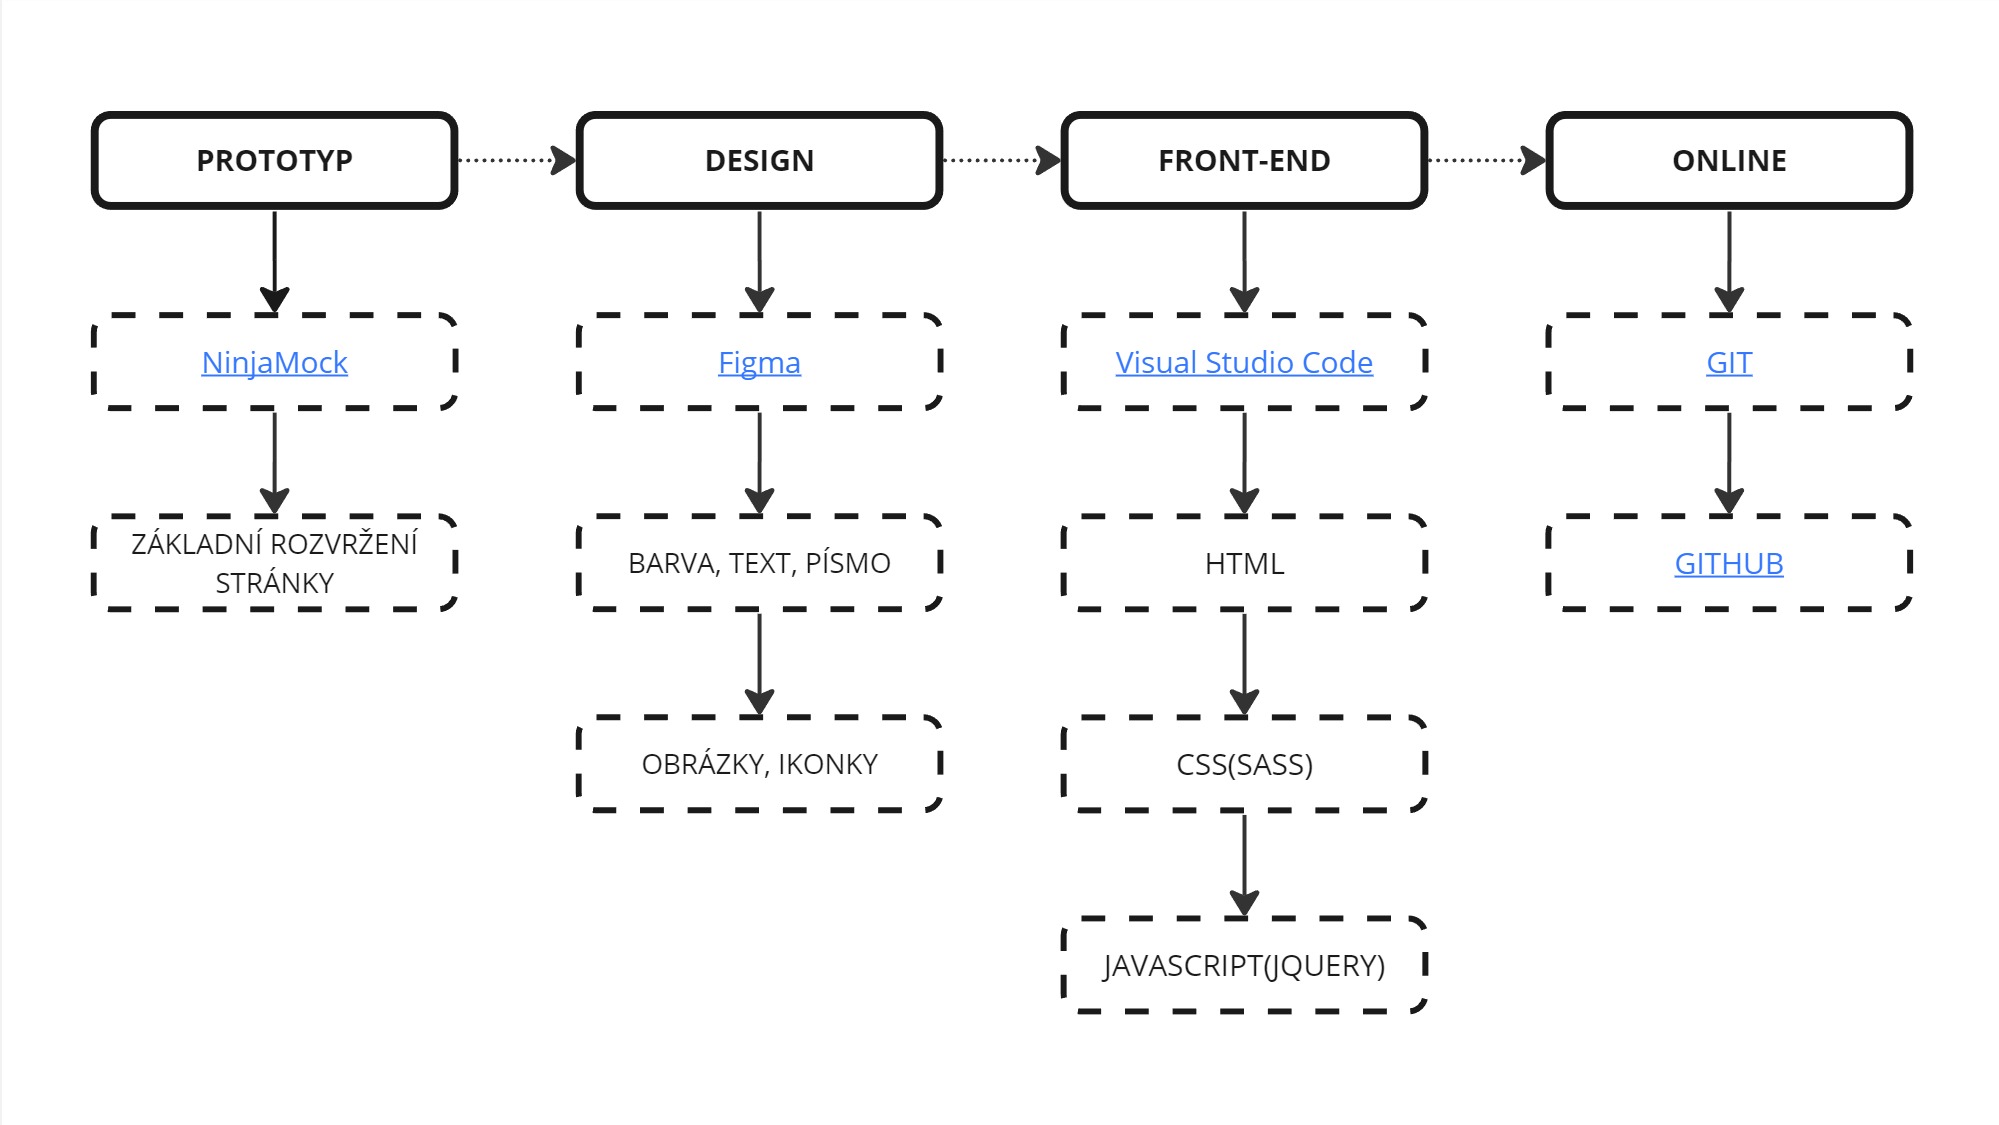 PROTOTYP
DESIGN
FRONT-END
ONLINE
NinjaMock
Figma
Visual Studio Code
GIT
ZÁKLADNÍ ROZVRŽENÍ
STRÁNKY
BARVA, TEXT, PÍSMO
HTML
GITHUB
OBRÁZKY, IKONKY
CSS(SASS)
JAVASCRIPT(JQUERY)